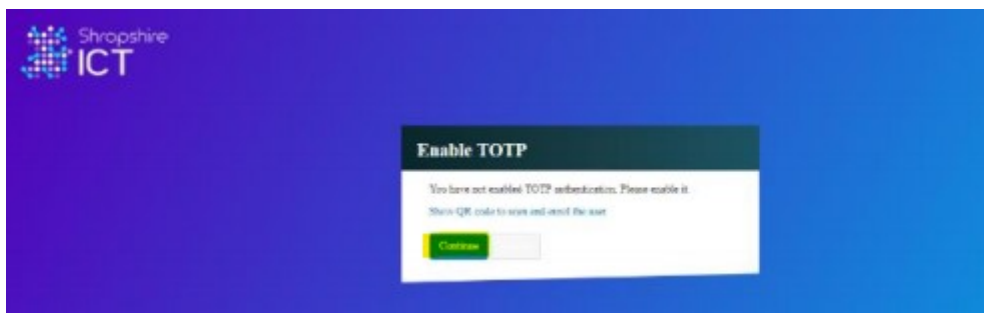 Shropshire
ICT
Enable TOTP
You have not enabled TOTP authentication. Please enable it.
Show QR code to scan and enrol the user
Continue